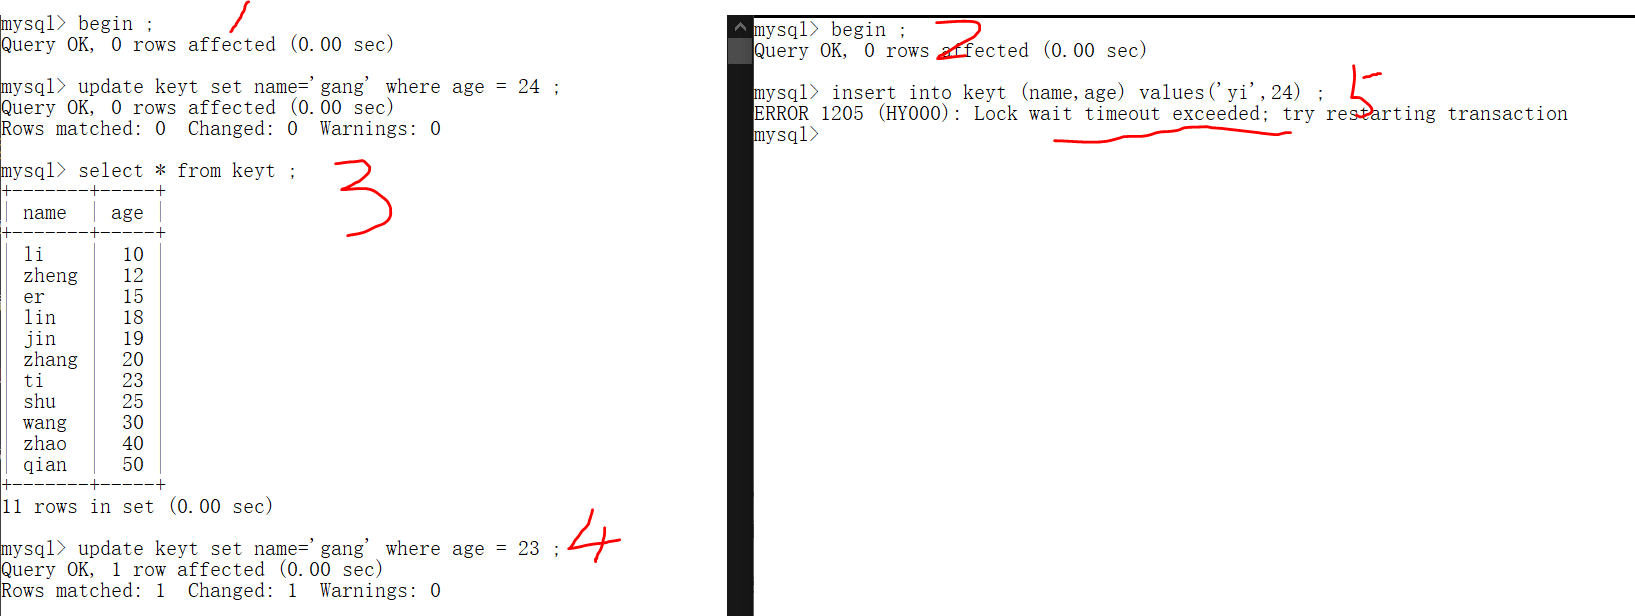 mysql> begin ;
1
Query OK, 0 rows affected (0.00 sec)
mysql> update keyt set name='gang' where age = 24 ;
Query OK, 0 rows affected (0.00 sec)
Rows matched: 0  Changed: 0  Warnings: 0
mysql> select * from keyt ;
3
+-------+-----+
| name  | age |
+-------+-----+
| li    |  10 |
| zheng |  12 |
| er    |  15 |
| lin   |  18 |
| jin   |  19 |
| zhang |  20 |
| ti    |  23 |
| shu   |  25 |
| wang  |  30 |
| zhao  |  40 |
| qian  |  50 |
+-------+-----+
11 rows in set (0.00 sec)
mysql> update keyt set name='gang' where age = 23 ;
4
Query OK, 1 row affected (0.00 sec)
Rows matched: 1  Changed: 1  Warnings: 0
mysql> begin ;
2
Query OK, 0 rows affected (0.00 sec)
mysql> insert into keyt (name,age) values('yi',24) ;
5
ERROR 1205 (HY000): Lock wait timeout exceeded; try restarting transaction
mysql>